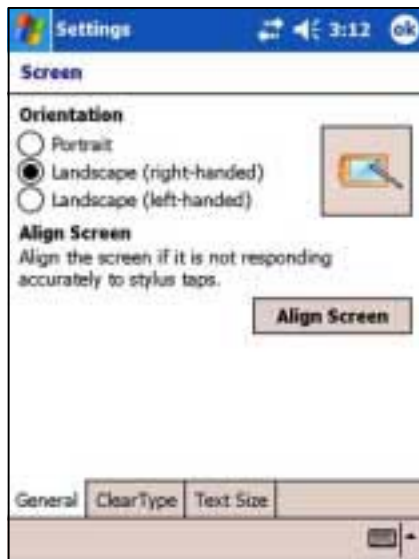 Settings 3:12 ok
Screen
Orientation
Portrait
Landscape (right-handed)
Landscape (left-handed)
Align Screen
Align the screen if it is not responding
accurately to stylus taps.
Align Screen
General ClearType Text Size